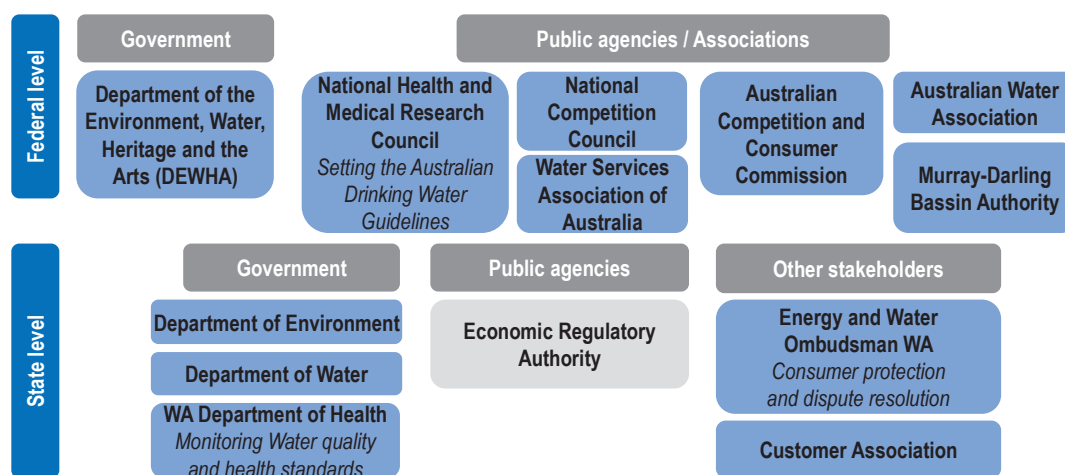 Federal level
Government
Public agencies / Associations
Department of the
Environment, Water,
Heritage and the
Arts (DEWHA)
National Health and
Medical Research
Council
Setting the Australian
Drinking Water
Guidelines
National
Competition
Council
Water Services
Association of
Australia
Australian
Competition and
Consumer
Commission
Australian Water
Association
Murray-Darling
Bassin Authority
State level
Government
Public agencies
Other stakeholders
Department of Environment
Department of Water
WA Department of Health
Monitoring Water quality
and health standards
Economic Regulatory
Authority
Energy and Water
Ombudsman WA
Consumer protection
and dispute resolution
Customer Association